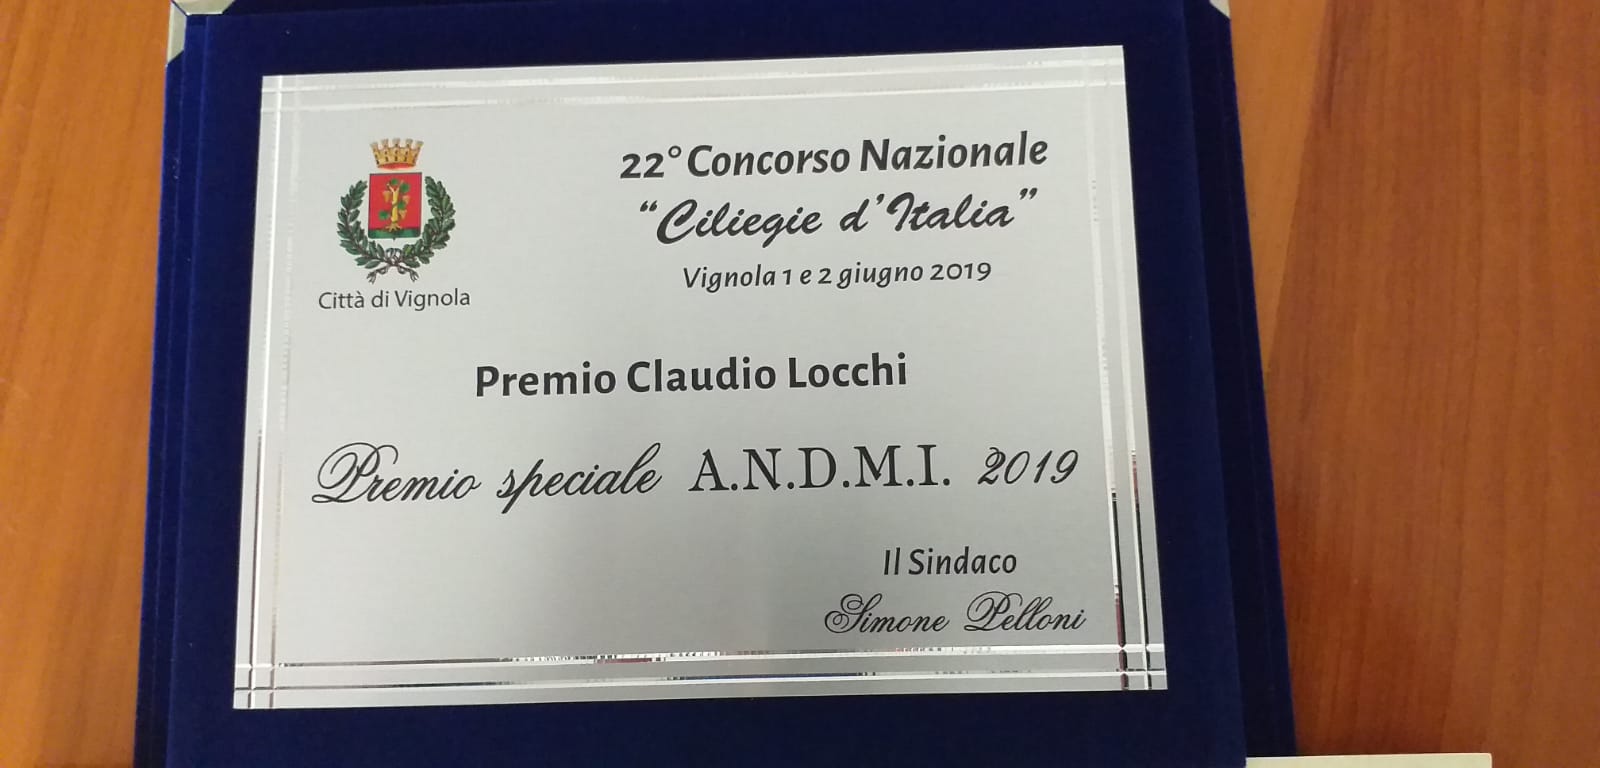 22° Concorso Nazionale
“Ciliegie d’Italia”
Vignola 1 e 2 giugno 2019
Città di Vignola
Premio Claudio Locchi
Premio speciale A.N.D.M.I. 2019
Il Sindaco
Simone Pelloni